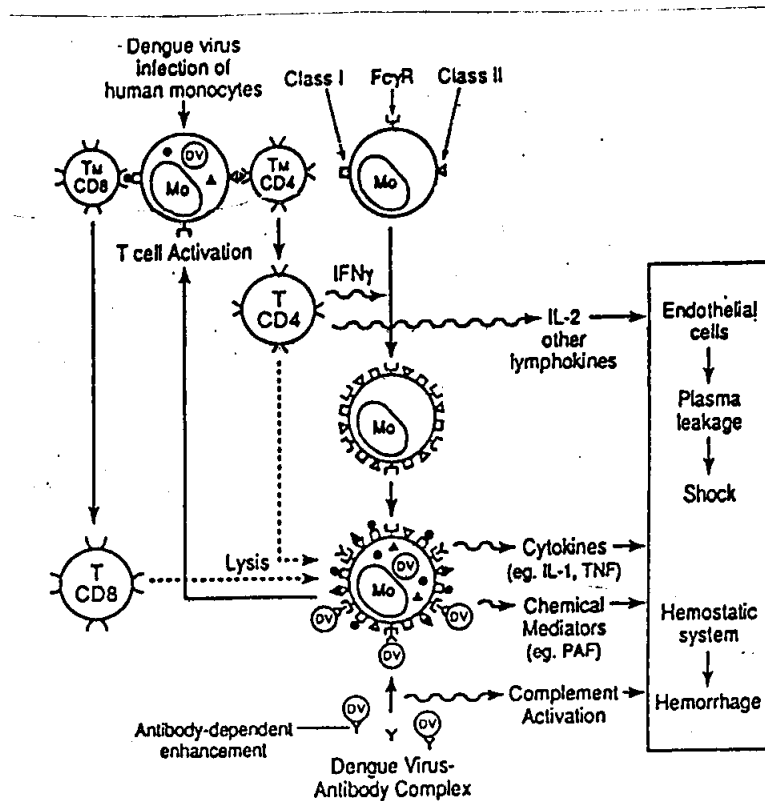 Dengue virus
infection of
human monocytes
Class I
FcγR
Class II
DV
Mo
TM
CD8
TM
CD4
Mo
T cell Activation
IFNγ
T
CD4
IL-2
other
lymphokines
Endothelial
cells
Plasma
leakage
Shock
Mo
Lysis
T
CD8
DV
Mo
DV
DV
DV
Cytokines
(eg. IL-1, TNF)
Chemical
Mediators
(eg. PAF)
Hemostatic
system
Hemorrhage
Complement
Activation
Antibody-dependent
enhancement
DV
DV
Dengue Virus-
Antibody Complex